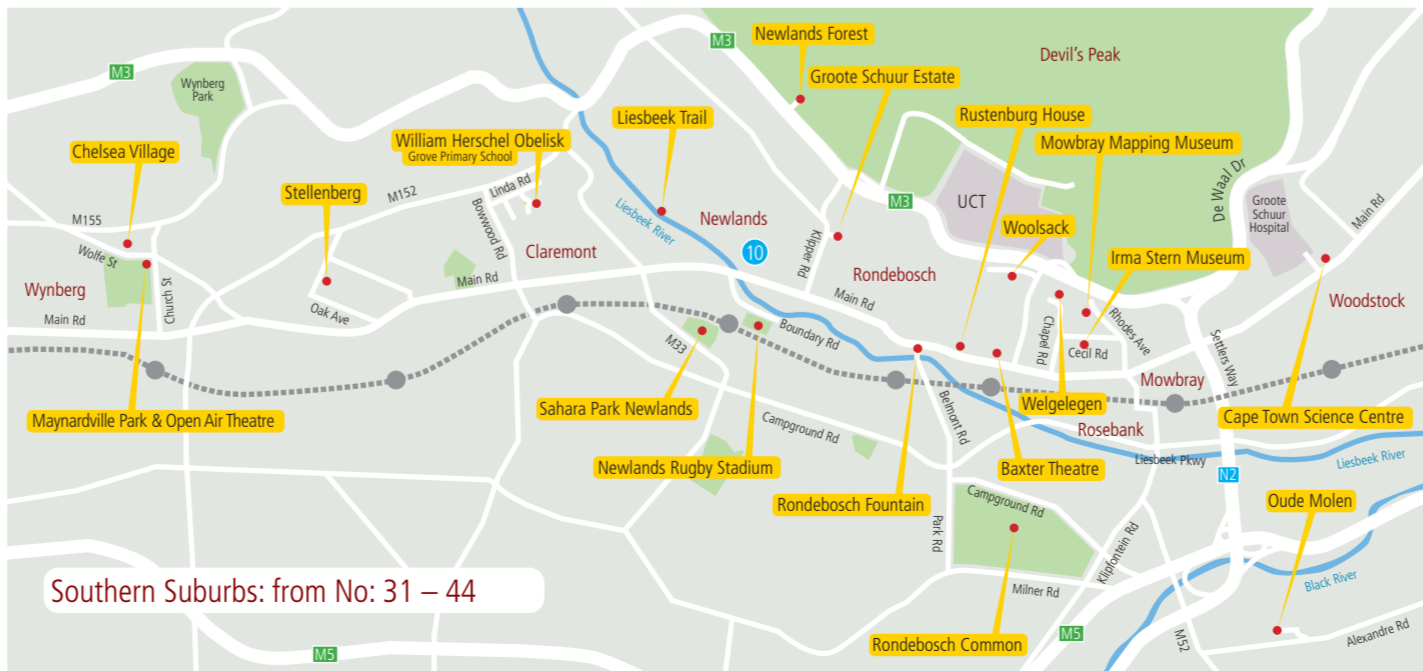 Newlands Forest
Devil's Peak
M3
Groote Schuur Estate
M3
Wynberg
Park
Rustenburg House
Liesbeek Trail
William Herschel Obelisk
Grove Primary School
Mowbray Mapping Museum
Chelsea Village
De Waal Dr
Linda Rd
Stellenberg
M152
UCT
M3
Groote
Schuur
Hospital
Main Rd
M155
Bowwood Rd
Liesbeek River
Newlands
Woolsack
Klipper Rd
Wolfe St
Claremont
10
Irma Stern Museum
Rondebosch
Main Rd
Wynberg
Church St
Main Rd
Woodstock
Oak Ave
Main Rd
Boundary Rd
Chapel Rd
Rhodes Ave
Cecil Rd
Settlers Way
M33
Mowbray
Welgelegen
Sahara Park Newlands
Belmont Rd
Maynardville Park & Open Air Theatre
Campground Rd
Rosebank
Cape Town Science Centre
Liesbeek Pkwy
Liesbeek River
Newlands Rugby Stadium
Baxter Theatre
N2
Campground Rd
Rondebosch Fountain
Oude Molen
Park Rd
Klipfontein Rd
Southern Suburbs: from No: 31 – 44
Milner Rd
Black River
M5
Rondebosch Common
M52
Alexandre Rd
M5